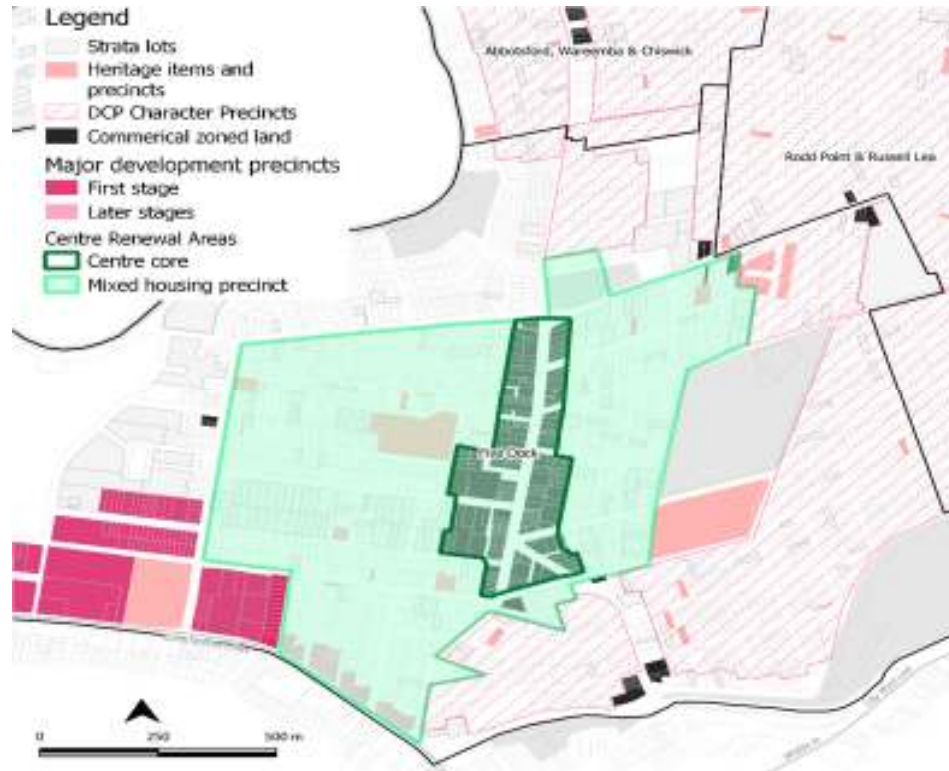 Legend
Strata lots
Heritage items and
precincts
DCP Character Precincts
Commerical zoned land
Major development precincts
First stage
Later stages
Centre Renewal Areas
Centre core
Mixed housing precinct
Abbotsford, Wareemba & Chiswick
Rodd Point & Russell Lea
Five Dock
0
250
500 m